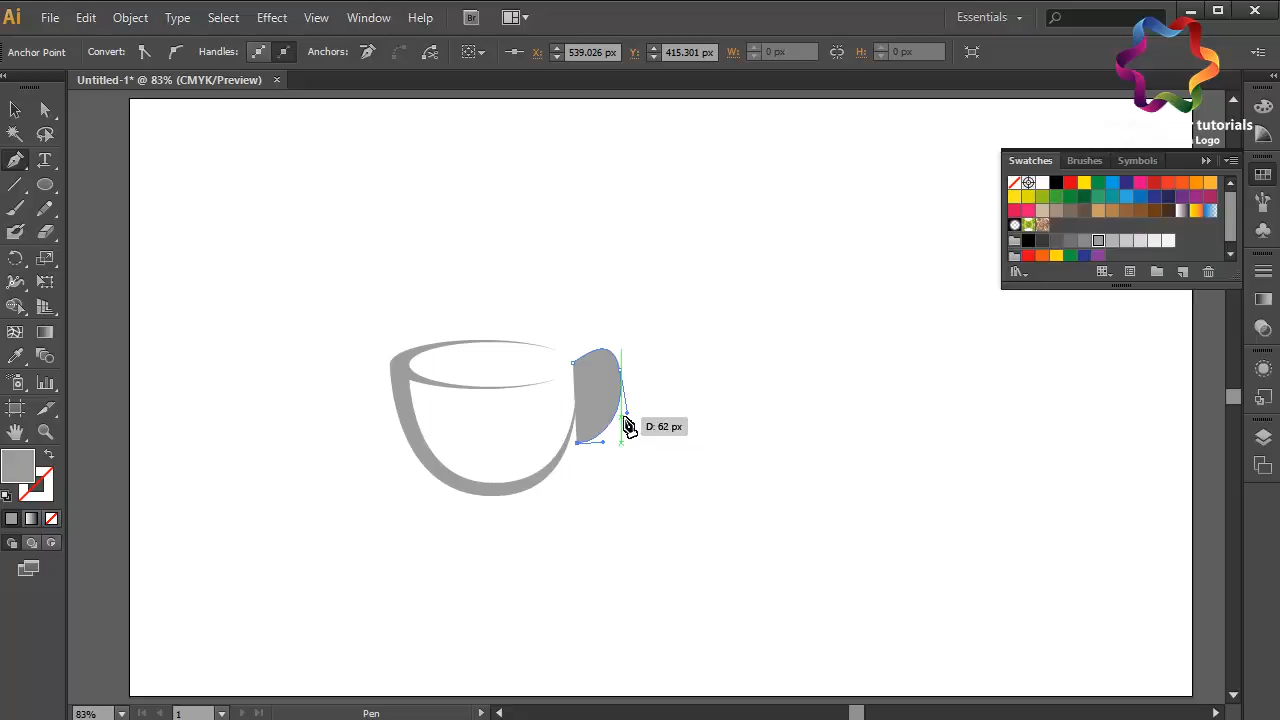 Ai File Edit Object Type Select Effect View Window Help Br Essentials
Anchor Point Convert: Handles: Anchors: X: 539.026 px Y: 415.301 px W: 0 px H: 0 px
Untitled-1* @ 83% (CMYK/Preview)
tutorials
Logo
Swatches Brushes Symbols
D: 62 px
83% 1 Pen